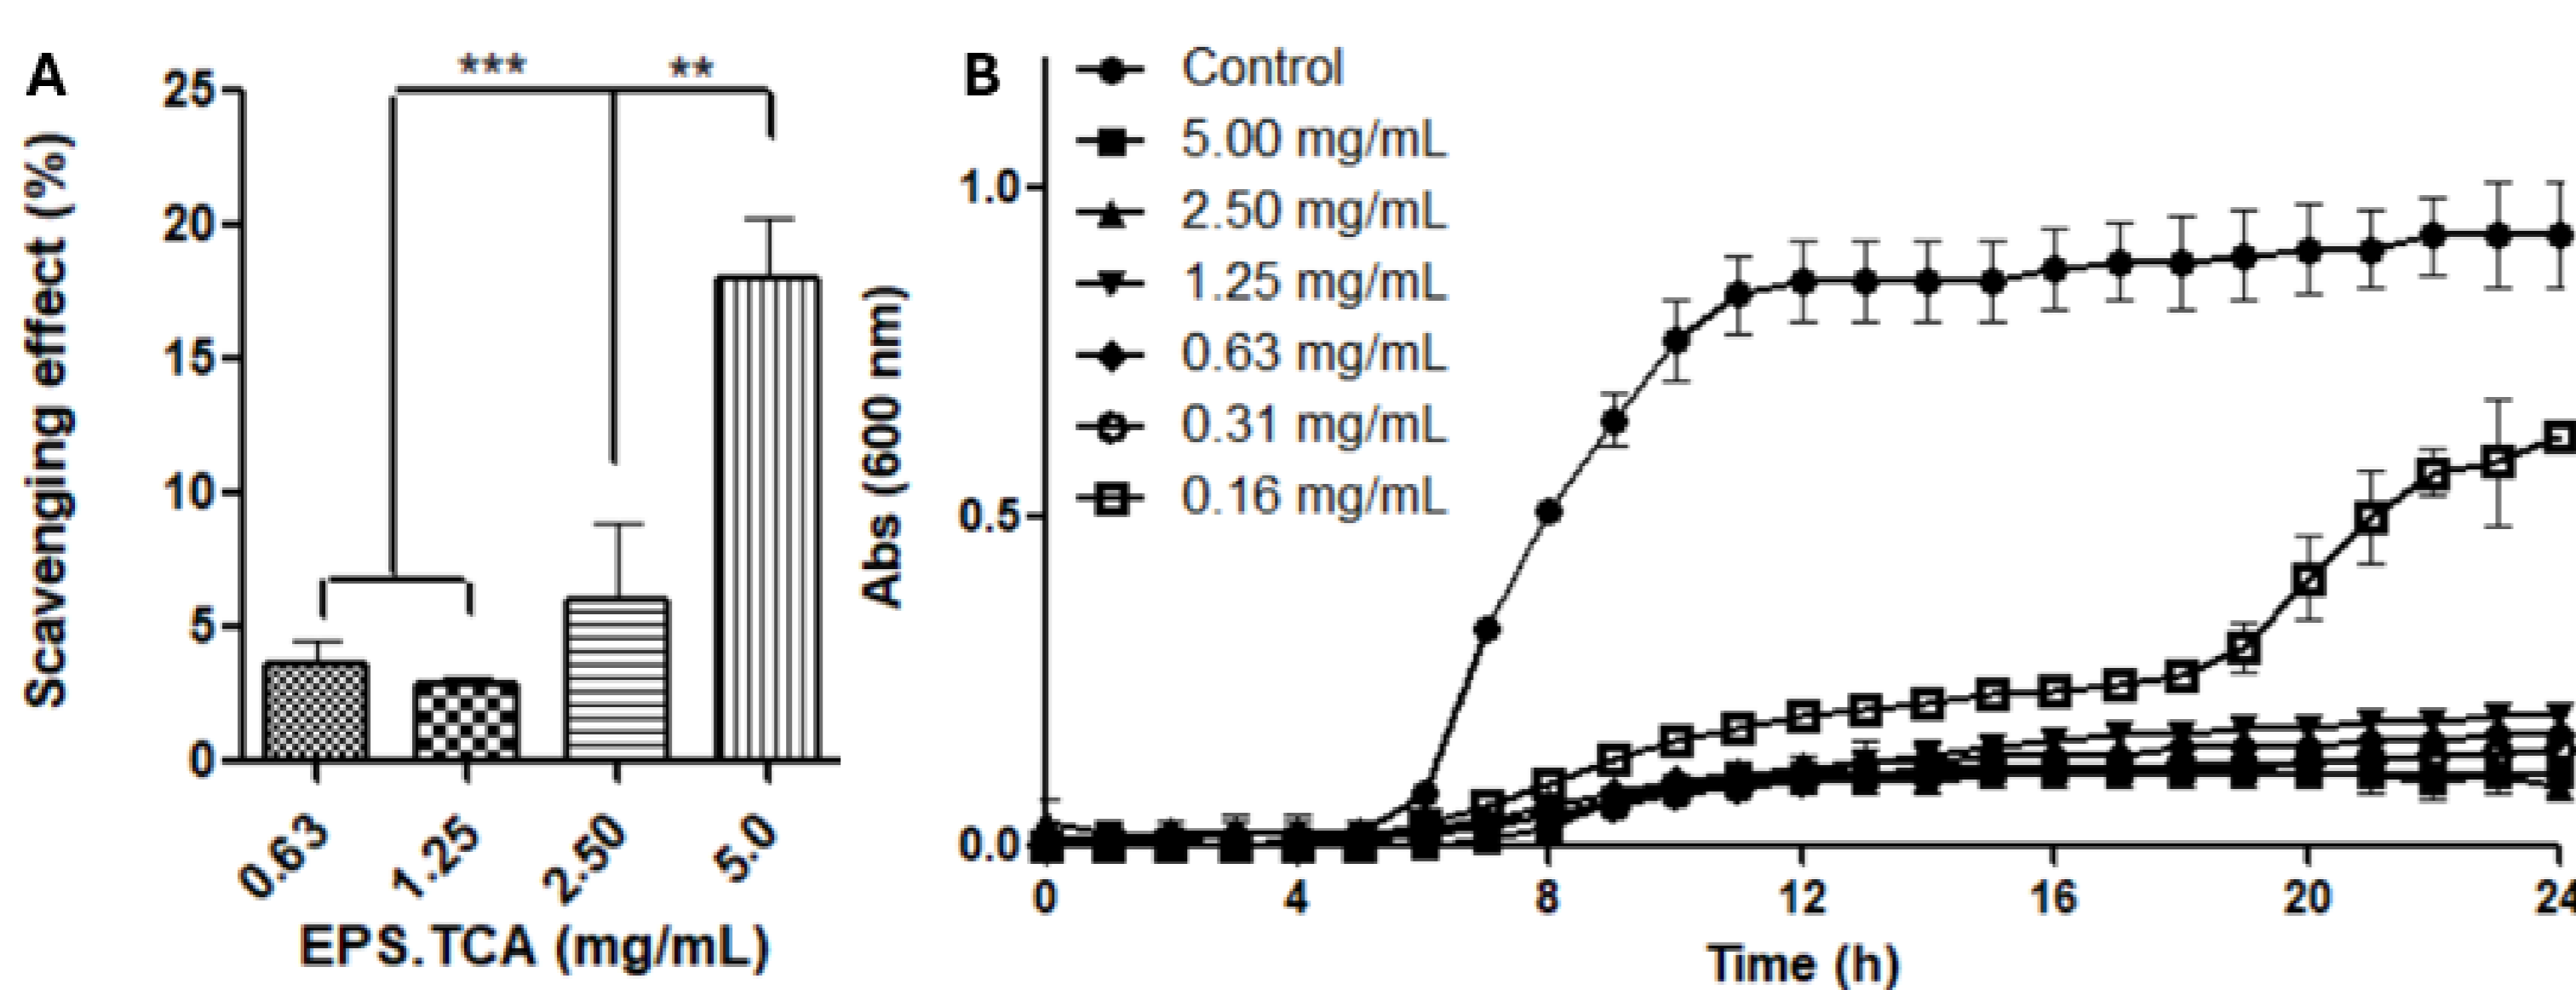 A
***
**
25
20
15
10
5
0
Scavenging effect (%)
0.63
1.25
2.50
5.0
EPS.TCA (mg/mL)
B
Control
5.00 mg/mL
2.50 mg/mL
1.25 mg/mL
0.63 mg/mL
0.31 mg/mL
0.16 mg/mL
1.0
0.5
0.0
Abs (600 nm)
0
4
8
12
16
20
24
Time (h)